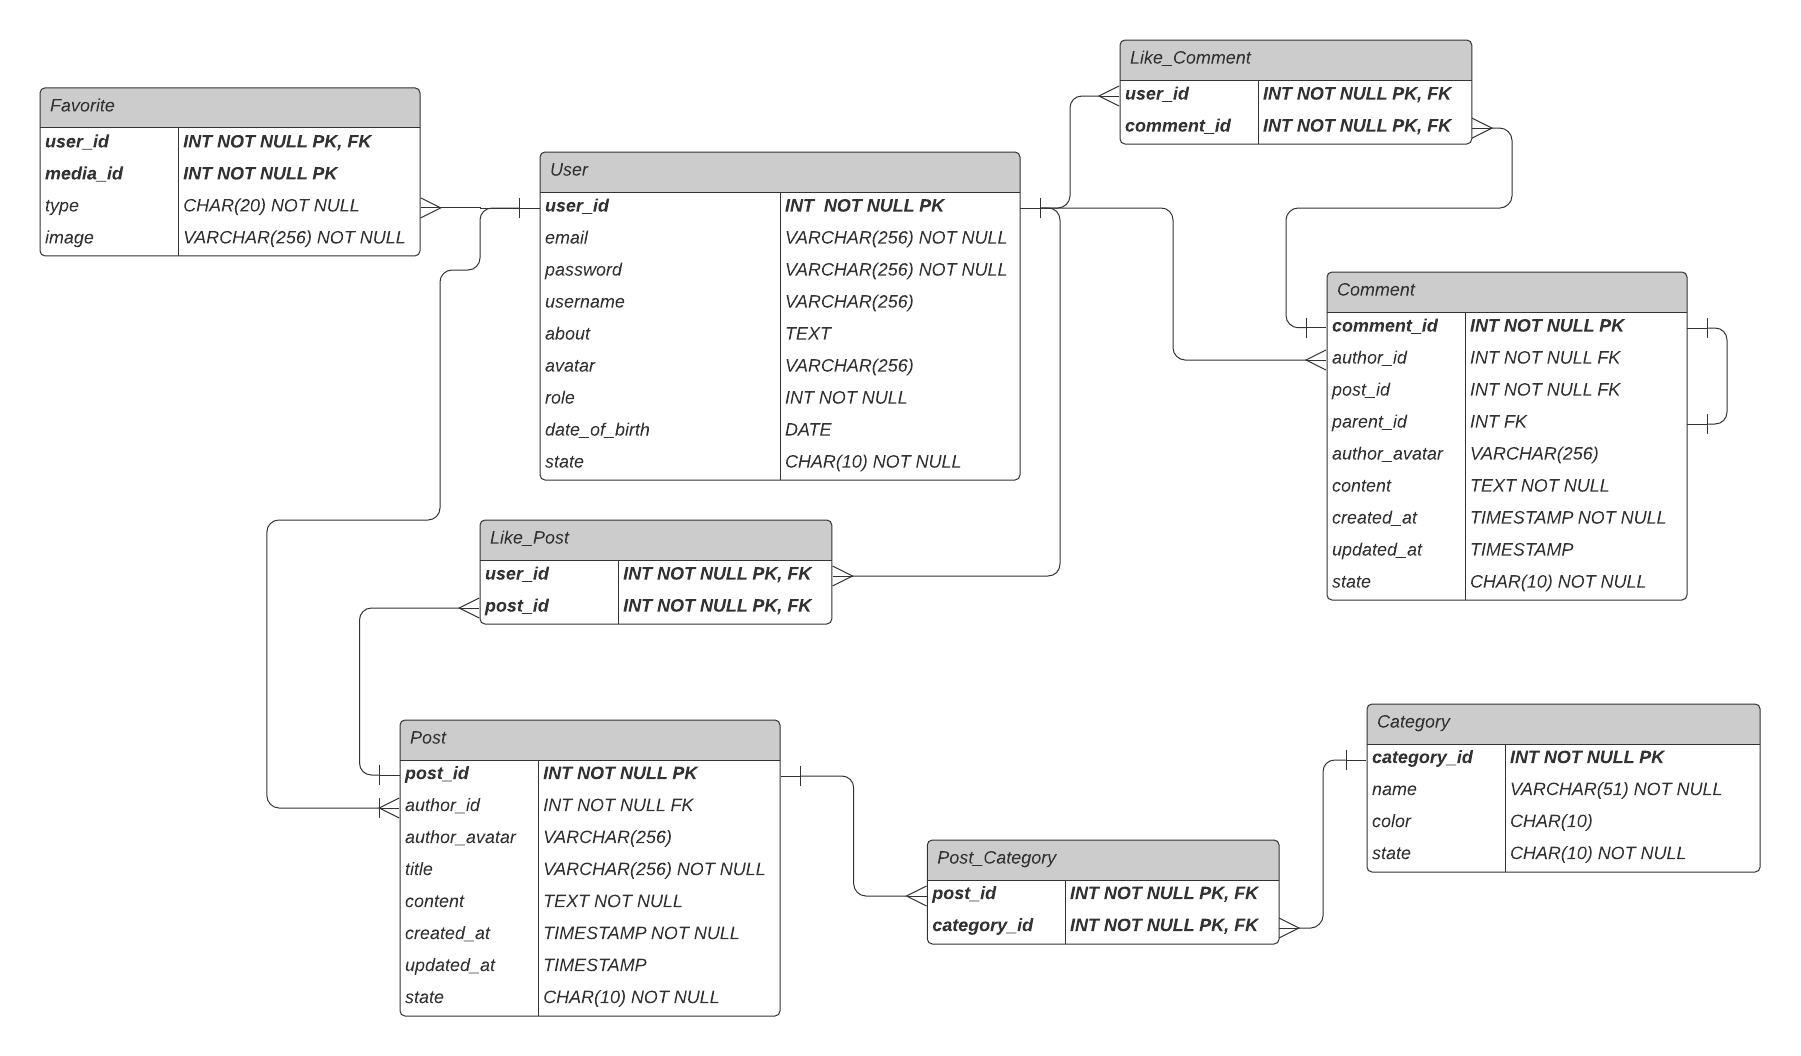 Like_Comment
user_id INT NOT NULL PK, FK
comment_id INT NOT NULL PK, FK
Favorite
user_id INT NOT NULL PK, FK
media_id INT NOT NULL PK
type CHAR(20) NOT NULL
image VARCHAR(256) NOT NULL
User
user_id INT NOT NULL PK
email VARCHAR(256) NOT NULL
password VARCHAR(256) NOT NULL
username VARCHAR(256)
about TEXT
avatar VARCHAR(256)
role INT NOT NULL
date_of_birth DATE
state CHAR(10) NOT NULL
Comment
comment_id INT NOT NULL PK
author_id INT NOT NULL FK
post_id INT NOT NULL FK
parent_id INT FK
author_avatar VARCHAR(256)
content TEXT NOT NULL
created_at TIMESTAMP NOT NULL
updated_at TIMESTAMP
state CHAR(10) NOT NULL
Like_Post
user_id INT NOT NULL PK, FK
post_id INT NOT NULL PK, FK
Post
post_id INT NOT NULL PK
author_id INT NOT NULL FK
author_avatar VARCHAR(256)
title VARCHAR(256) NOT NULL
content TEXT NOT NULL
created_at TIMESTAMP NOT NULL
updated_at TIMESTAMP
state CHAR(10) NOT NULL
Category
category_id INT NOT NULL PK
name VARCHAR(51) NOT NULL
color CHAR(10)
state CHAR(10) NOT NULL
Post_Category
post_id INT NOT NULL PK, FK
category_id INT NOT NULL PK, FK